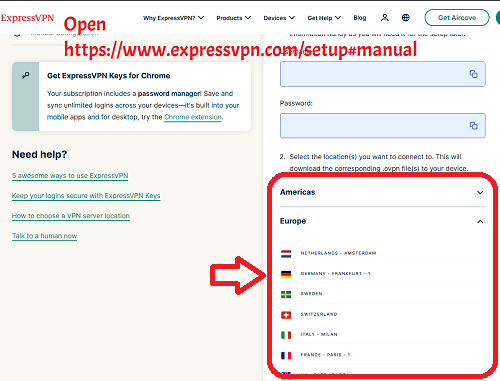 ExpressVPN
Why ExpressVPN?
Products
Devices
Get Help
Blog
Get Aircove
Open
https://www.expressvpn.com/setup#manual
Get ExpressVPN Keys for Chrome
Your subscription includes a password manager! Save and
sync unlimited logins across your devices—it's built into your
mobile apps and for desktop, try the Chrome extension.
Need help?
5 awesome ways to use ExpressVPN
Keep your logins secure with ExpressVPN Keys
How to choose a VPN server location
Talk to a human now
information handy as you will need it for the setup later.
Password:
2. Select the location(s) you want to connect to. This will
download the corresponding .ovpn file(s) to your device.
Americas
Europe
NETHERLANDS - AMSTERDAM
GERMANY - FRANKFURT - 1
SWEDEN
SWITZERLAND
ITALY - MILAN
FRANCE - PARIS - 1